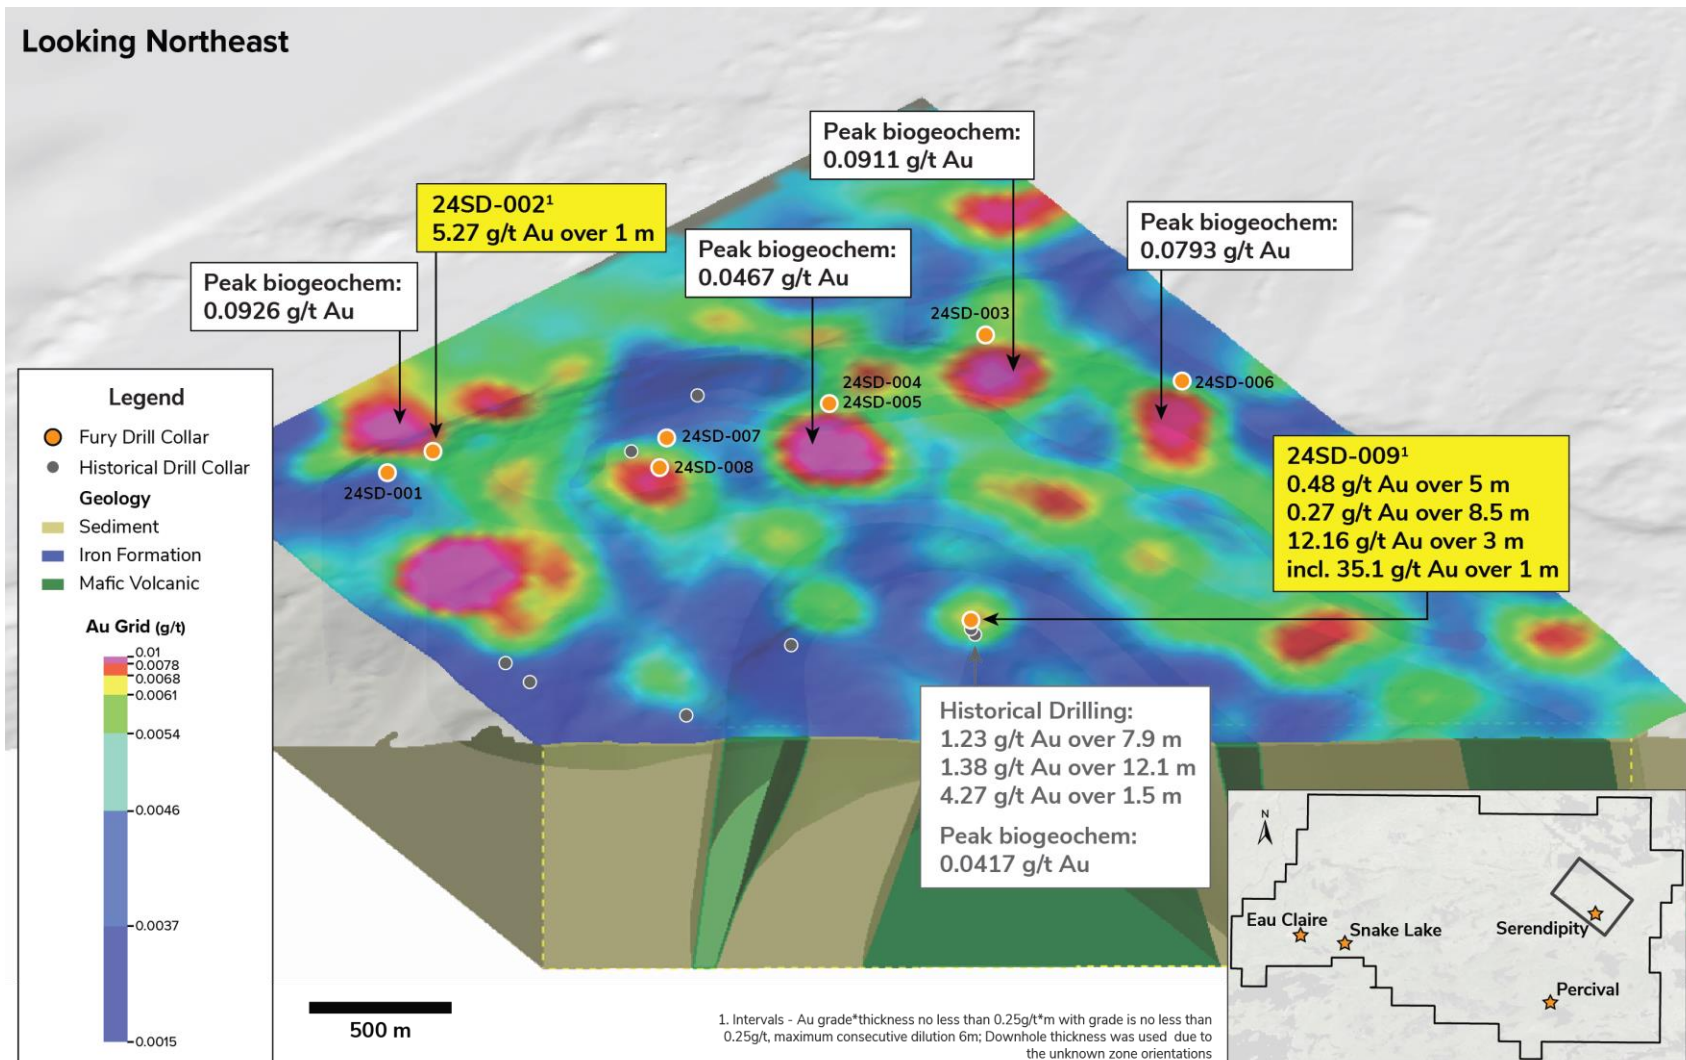 Looking Northeast
Peak biogeochem:
0.0911 g/t Au
24SD-002¹
5.27 g/t Au over 1 m
Peak biogeochem:
0.0793 g/t Au
Peak biogeochem:
0.0467 g/t Au
Peak biogeochem:
0.0926 g/t Au
24SD-003
24SD-004
24SD-005
24SD-006
24SD-007
24SD-008
24SD-001
24SD-009¹
0.48 g/t Au over 5 m
0.27 g/t Au over 8.5 m
12.16 g/t Au over 3 m
incl. 35.1 g/t Au over 1 m
Legend
Fury Drill Collar
Historical Drill Collar
Geology
Sediment
Iron Formation
Mafic Volcanic
Au Grid (g/t)
0.01
0.0078
0.0068
0.0061
0.0054
0.0046
0.0037
0.0015
Historical Drilling:
1.23 g/t Au over 7.9 m
1.38 g/t Au over 12.1 m
4.27 g/t Au over 1.5 m
Peak biogeochem:
0.0417 g/t Au
500 m
N
Eau Claire
Snake Lake
Serendipity
Percival
1. Intervals - Au grade*thickness no less than 0.25g/t*m with grade is no less than
0.25g/t, maximum consecutive dilution 6m; Downhole thickness was used due to
the unknown zone orientations